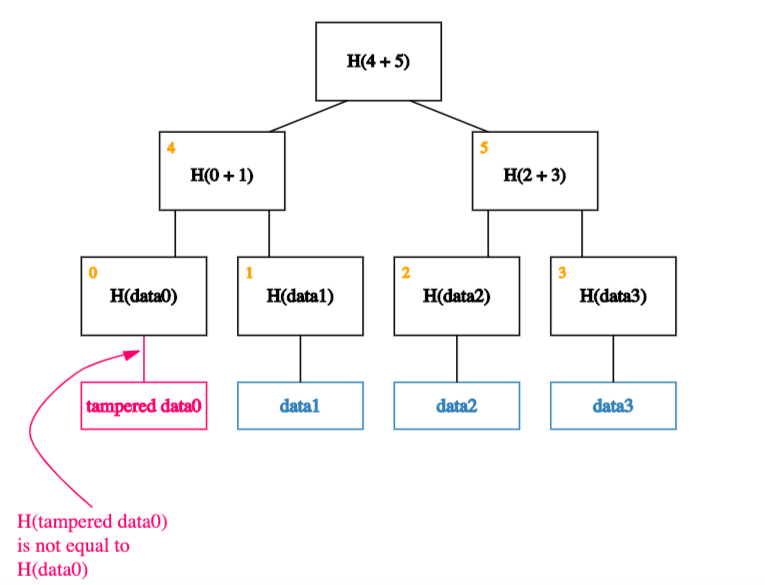 H(4 + 5)
4
H(0 + 1)
5
H(2 + 3)
0
H(data0)
1
H(data1)
2
H(data2)
3
H(data3)
tampered data0
data1
data2
data3
H(tampered data0)
is not equal to
H(data0)